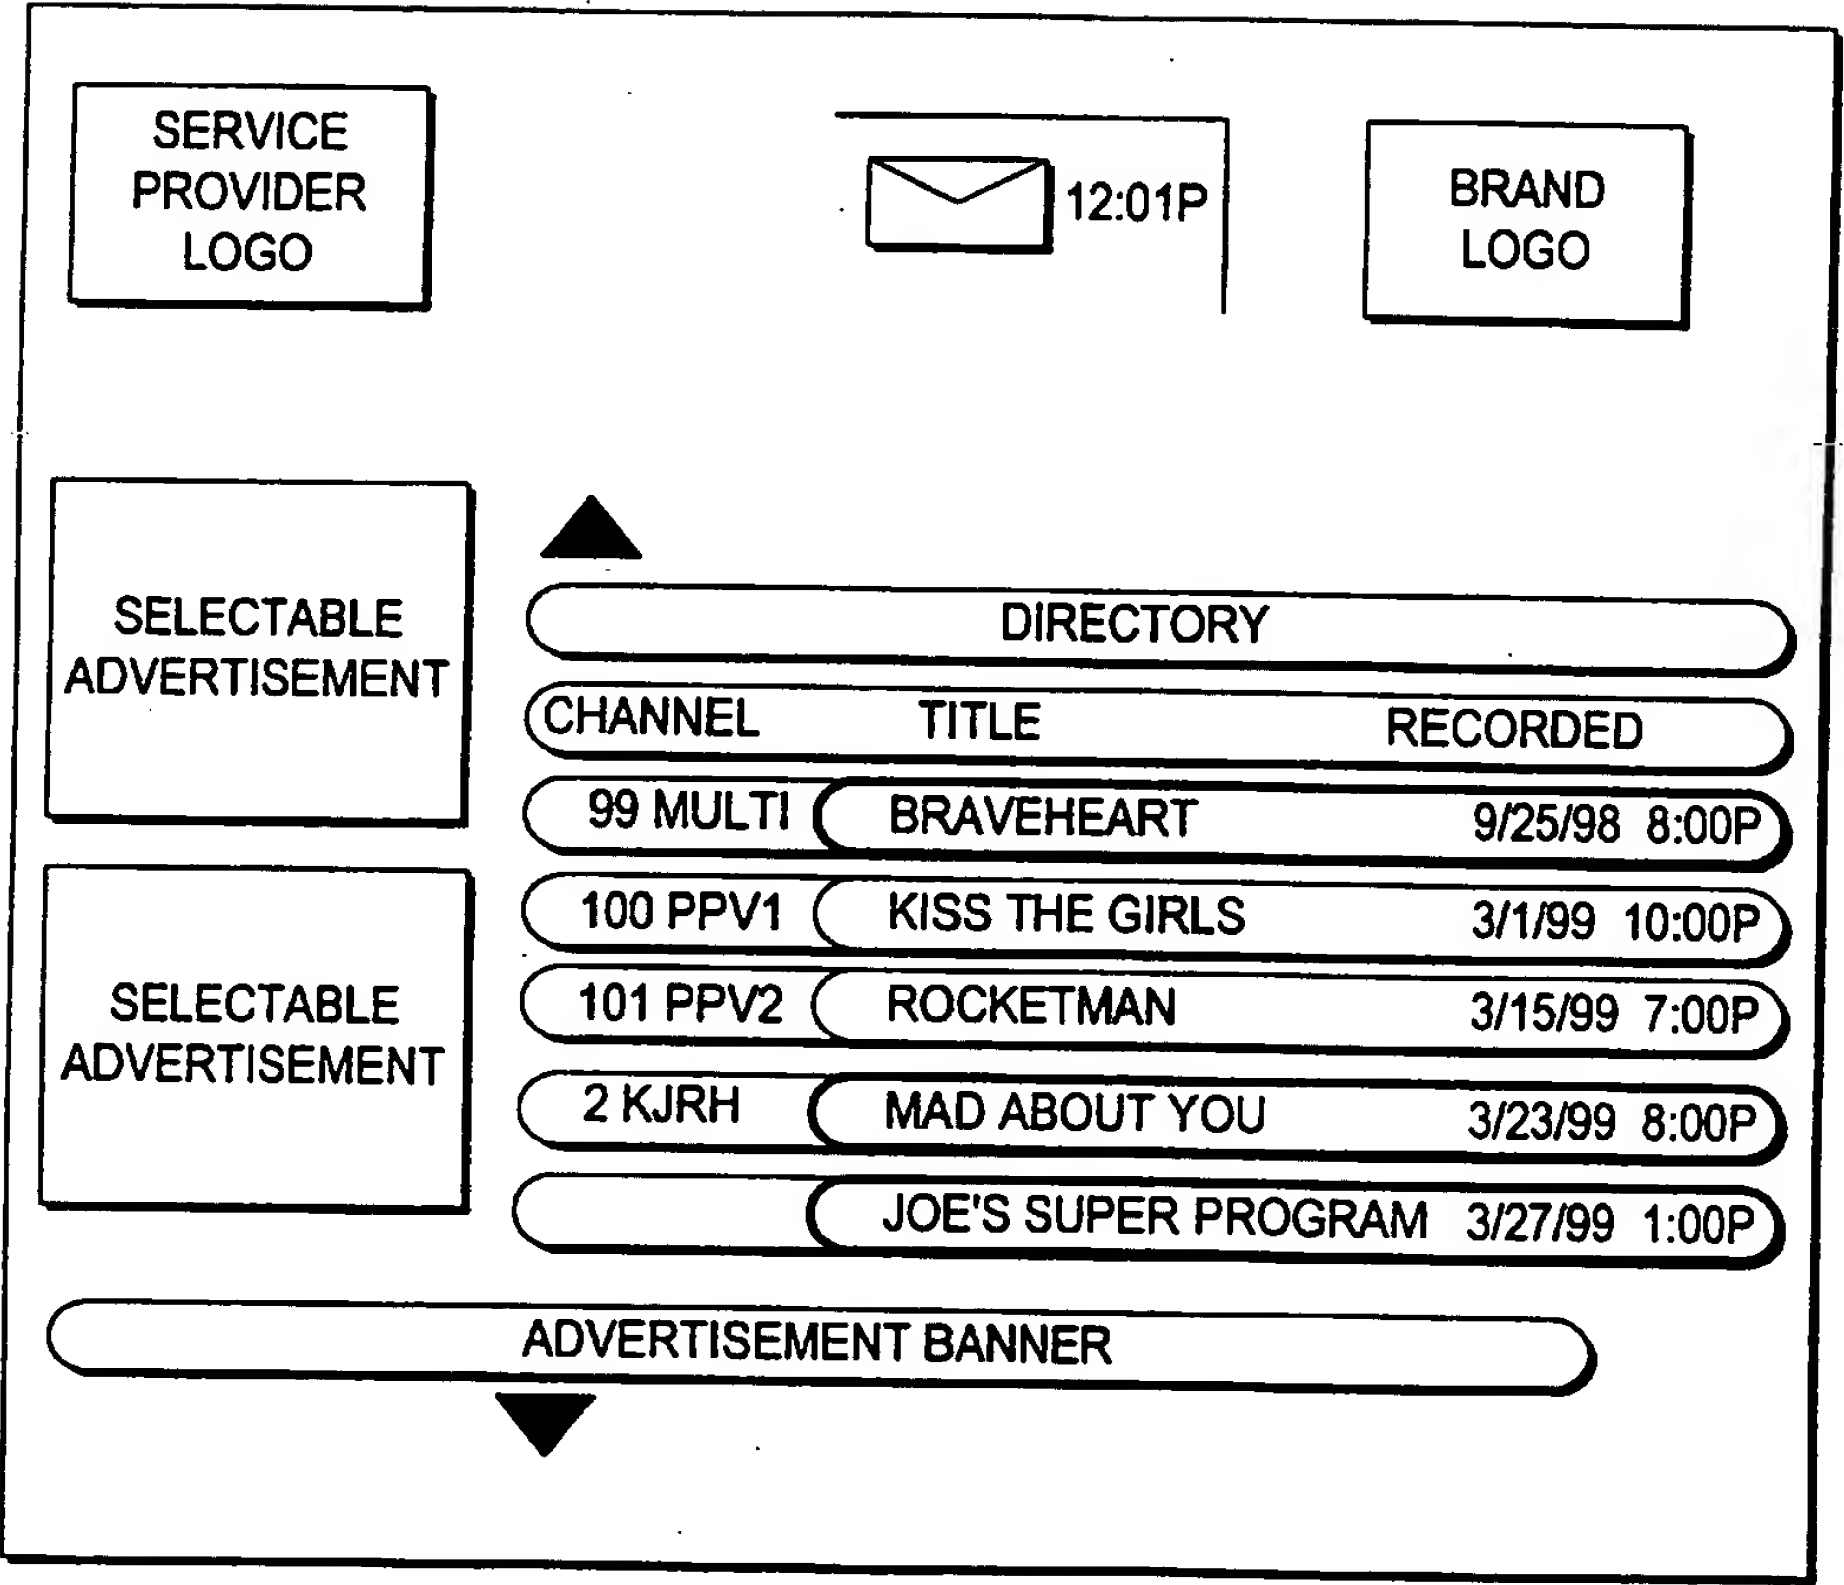 SERVICE
PROVIDER
LOGO
12:01P
BRAND
LOGO
SELECTABLE
ADVERTISEMENT
DIRECTORY
CHANNEL TITLE RECORDED
99 MULTI BRAVEHEART 9/25/98 8:00P
100 PPV1 KISS THE GIRLS 3/1/99 10:00P
101 PPV2 ROCKETMAN 3/15/99 7:00P
2 KJRH MAD ABOUT YOU 3/23/99 8:00P
JOE'S SUPER PROGRAM 3/27/99 1:00P
SELECTABLE
ADVERTISEMENT
ADVERTISEMENT BANNER